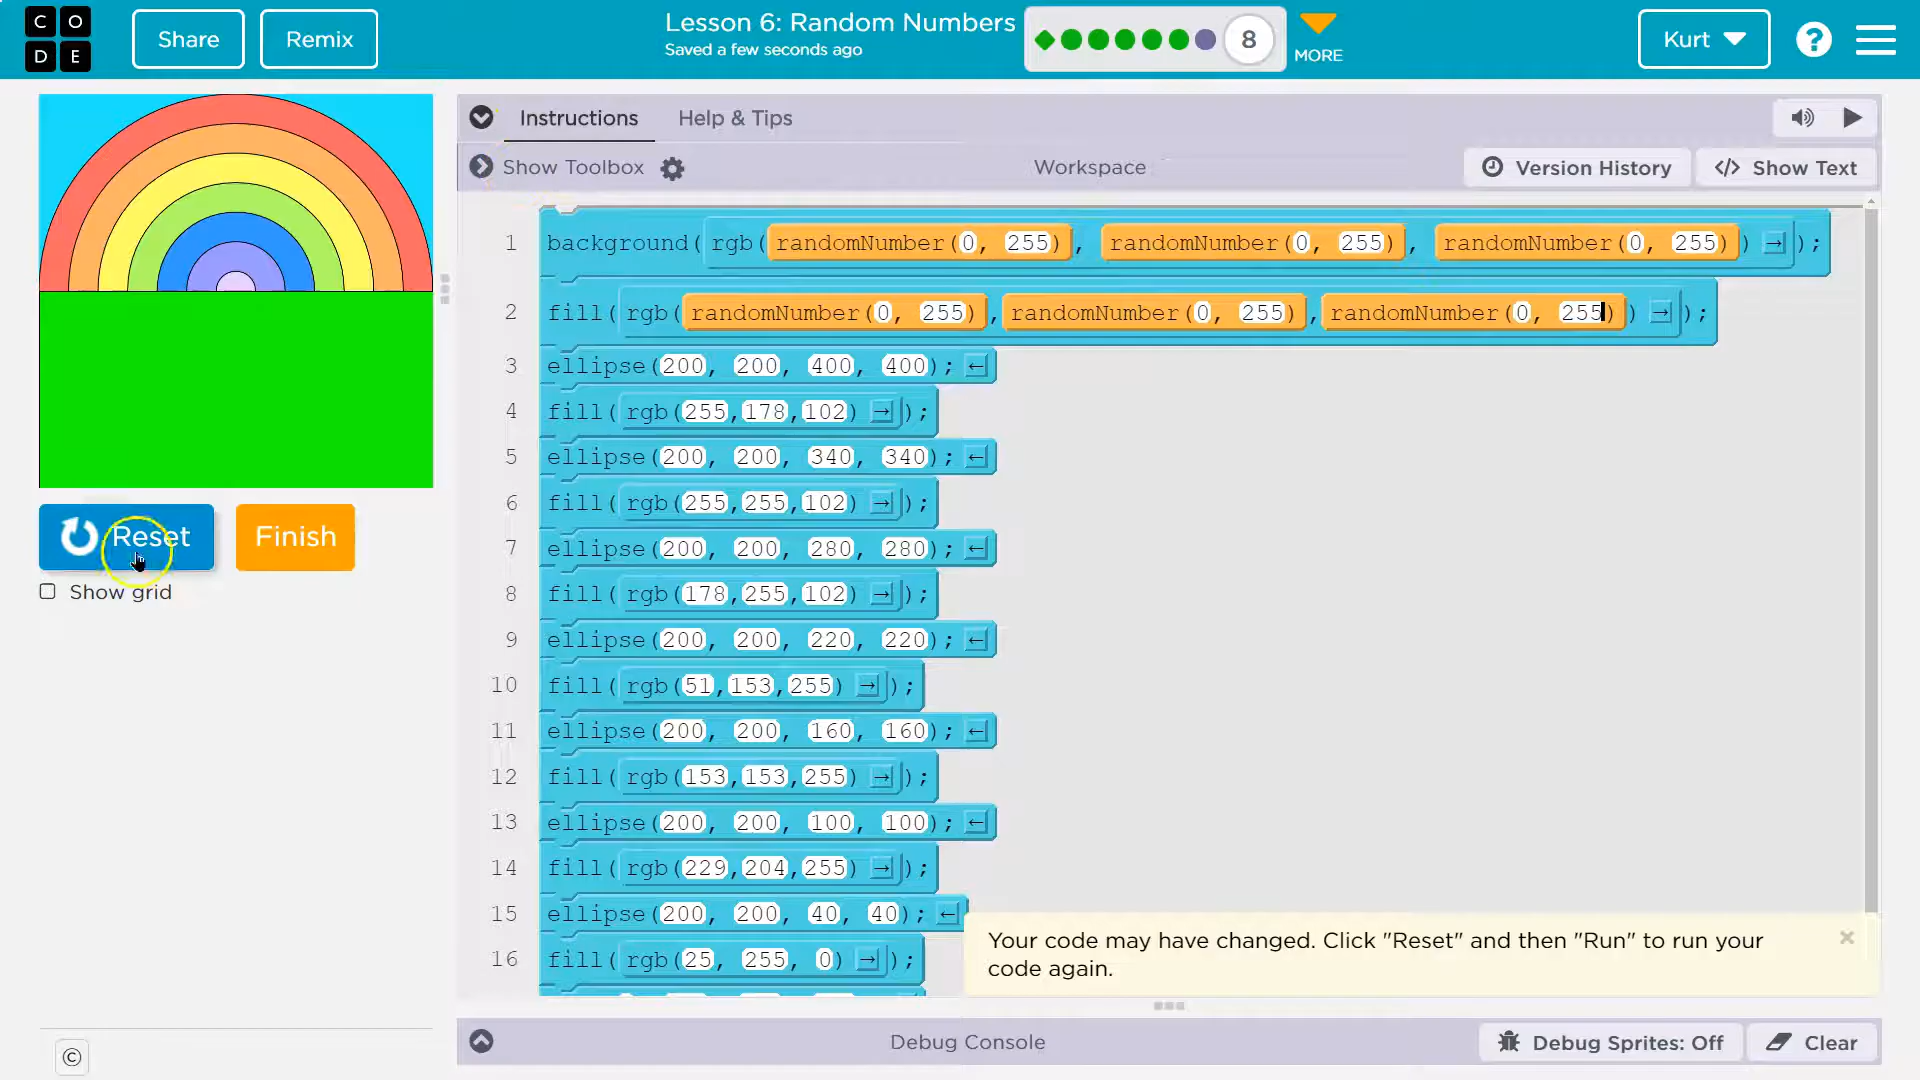 C O
D E
Share
Remix
Lesson 6: Random Numbers
Saved a few seconds ago
8
MORE
Kurt
?
Instructions
Help & Tips
Show Toolbox
Workspace
Version History
</> Show Text
1 background( rgb( randomNumber(0, 255), randomNumber(0, 255), randomNumber(0, 255) ) → );
2 fill( rgb( randomNumber(0, 255), randomNumber(0, 255), randomNumber(0, 255) ) → );
3 ellipse(200, 200, 400, 400); ←
4 fill( rgb(255,178,102) → );
5 ellipse(200, 200, 340, 340); ←
6 fill( rgb(255,255,102) → );
7 ellipse(200, 200, 280, 280); ←
8 fill( rgb(178,255,102) → );
9 ellipse(200, 200, 220, 220); ←
10 fill( rgb(51,153,255) → );
11 ellipse(200, 200, 160, 160); ←
12 fill( rgb(153,153,255) → );
13 ellipse(200, 200, 100, 100); ←
14 fill( rgb(229,204,255) → );
15 ellipse(200, 200, 40, 40); ←
16 fill( rgb(25, 255, 0) → );
Reset
Finish
Show grid
Your code may have changed. Click "Reset" and then "Run" to run your
code again.
×
©
Debug Console
Debug Sprites: Off
Clear